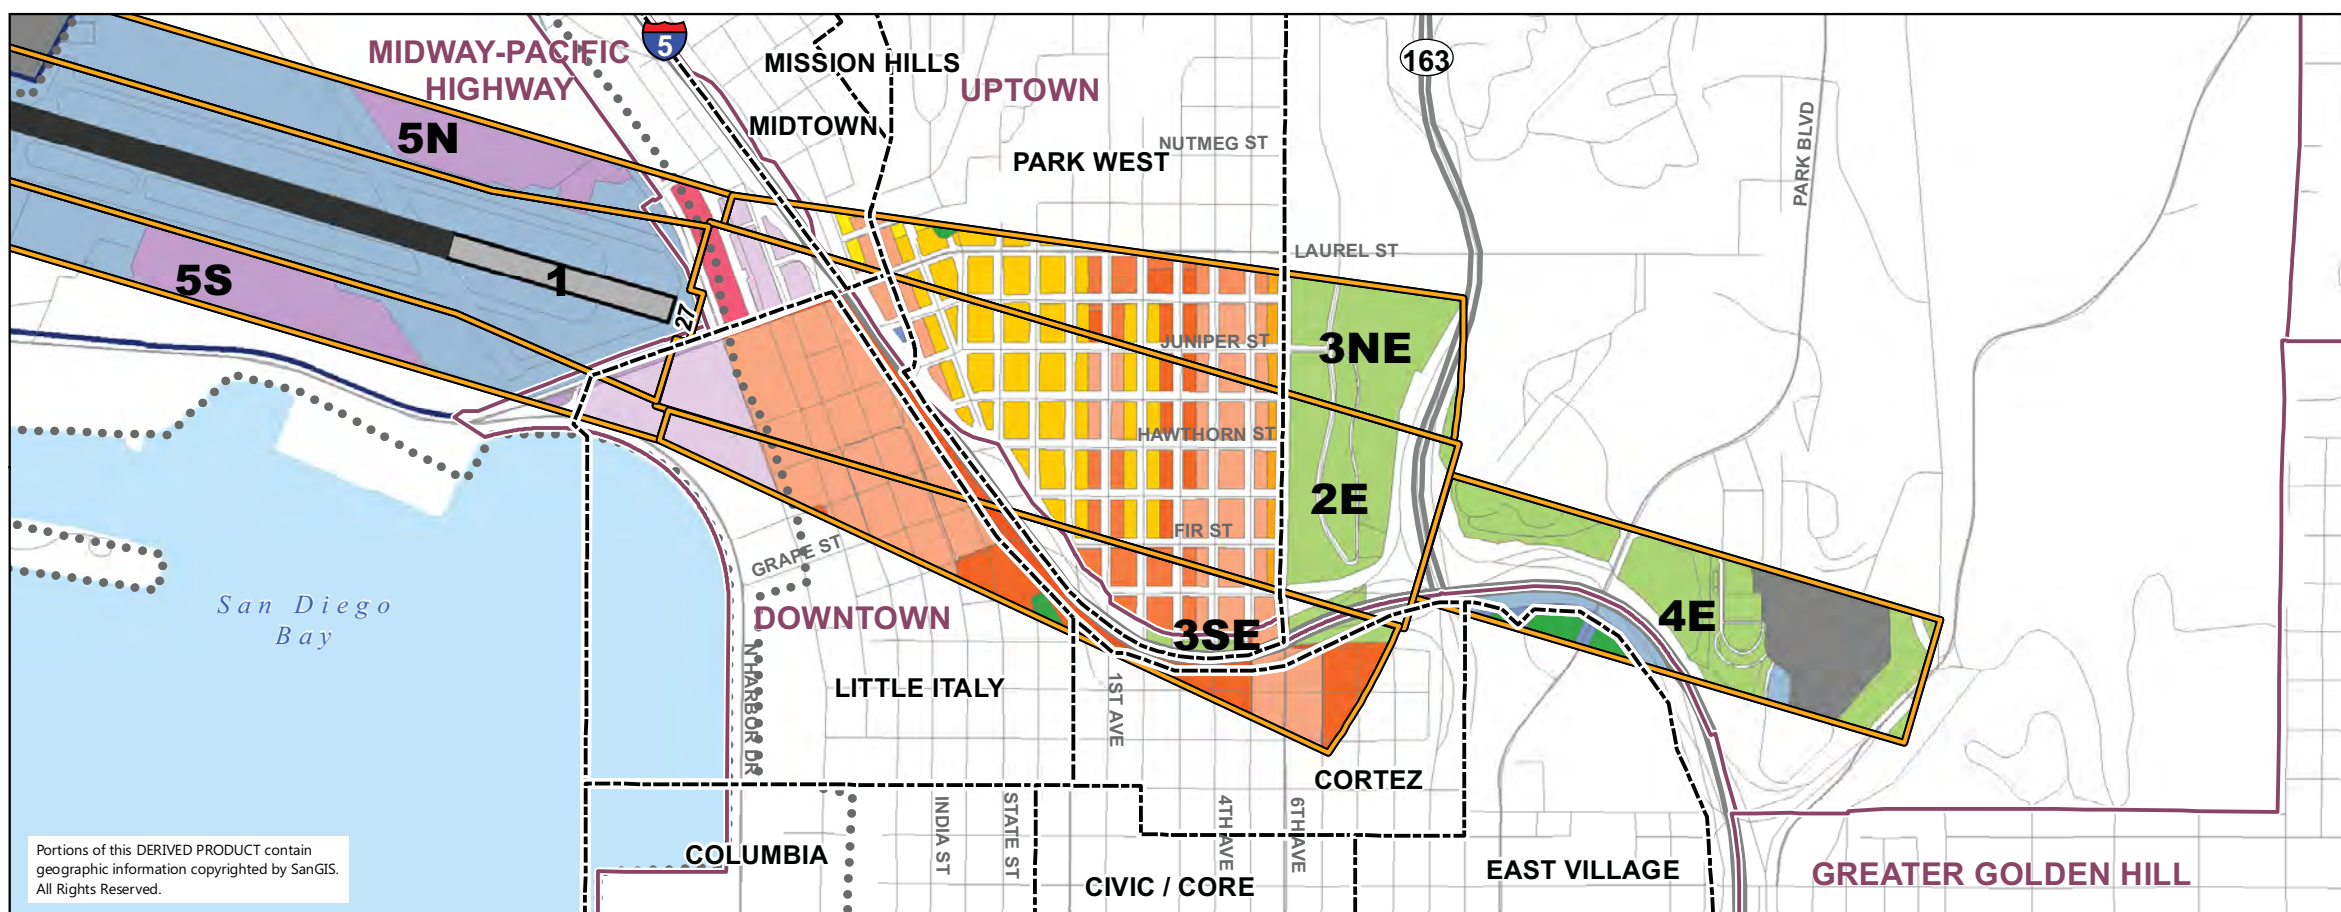 MIDWAY-PACIFIC
HIGHWAY
5
MISSION HILLS
UPTOWN
163
MIDTOWN
5N
NUTMEG ST
PARK WEST
PARK BLVD
LAUREL ST
5S
1
27
JUNIPER ST
3NE
HAWTHORN ST
2E
FIR ST
GRAPE ST
San Diego
Bay
DOWNTOWN
3SE
4E
N HARBOR DR
LITTLE ITALY
1ST AVE
CORTEZ
INDIA ST
STATE ST
4TH AVE
6TH AVE
COLUMBIA
CIVIC / CORE
EAST VILLAGE
GREATER GOLDEN HILL
Portions of this DERIVED PRODUCT contain
geographic information copyrighted by SanGIS.
All Rights Reserved.